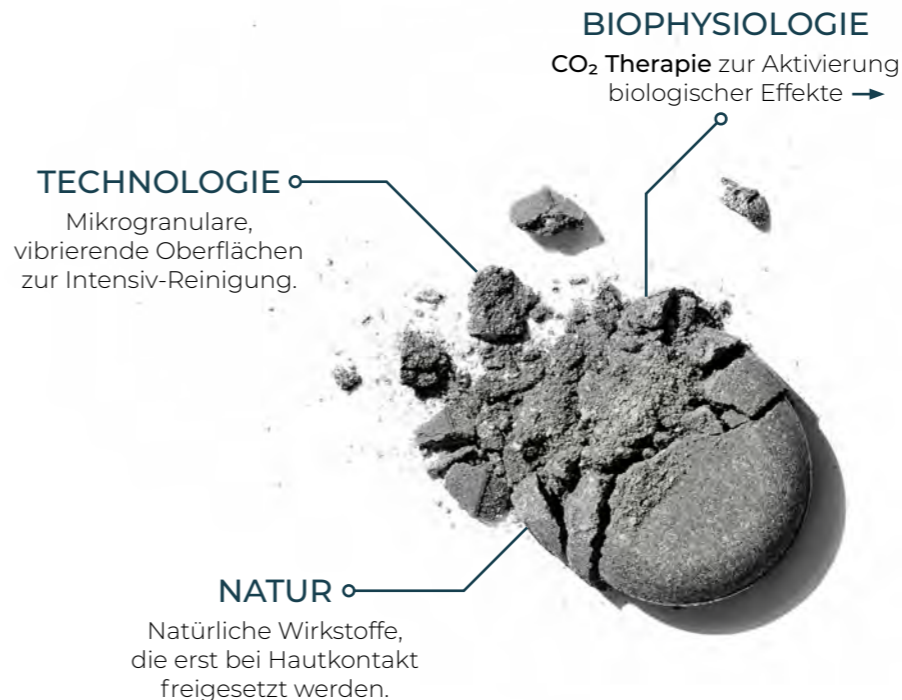 BIOPHYSIOLOGIE
CO₂ Therapie zur Aktivierung
biologischer Effekte →
TECHNOLOGIE
Mikrogranulare,
vibrierende Oberflächen
zur Intensiv-Reinigung.
NATUR
Natürliche Wirkstoffe,
die erst bei Hautkontakt
freigesetzt werden.